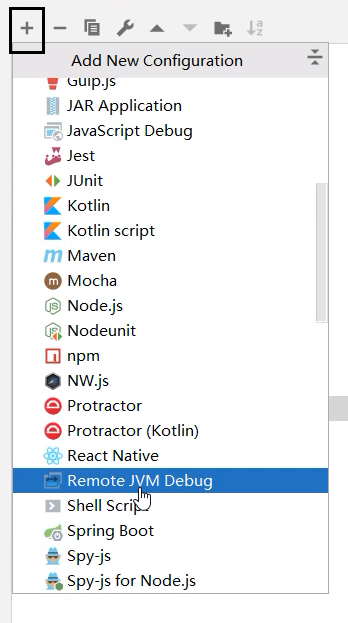 Add New Configuration
Gulp.js
JAR Application
JavaScript Debug
Jest
JUnit
Kotlin
Kotlin script
Maven
Mocha
Node.js
Nodeunit
npm
NW.js
Protractor
Protractor (Kotlin)
React Native
Remote JVM Debug
Shell Script
Spring Boot
Spy-js
Spy-js for Node.js